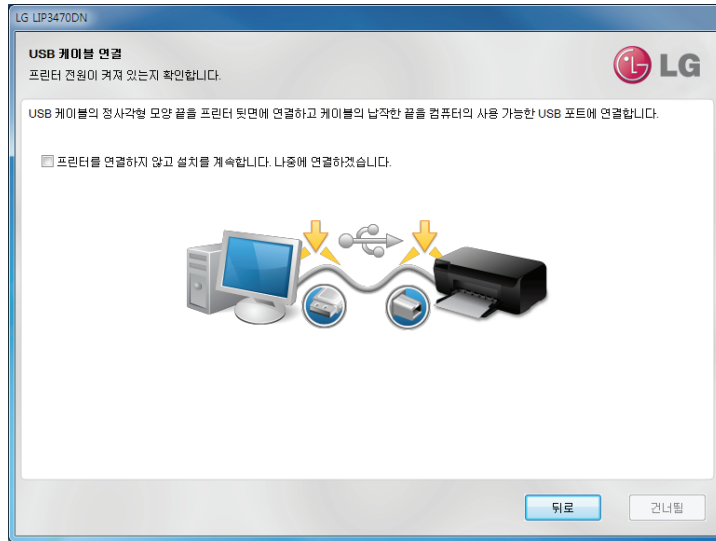 LG LIP3470DN
USB 케이블 연결
프린터 전원이 켜져 있는지 확인합니다.
LG
USB 케이블의 정사각형 모양 끝을 프린터 뒷면에 연결하고 케이블의 납작한 끝을 컴퓨터의 사용 가능한 USB 포트에 연결합니다.
프린터를 연결하지 않고 설치를 계속합니다. 나중에 연결하겠습니다.
뒤로
건너뜀